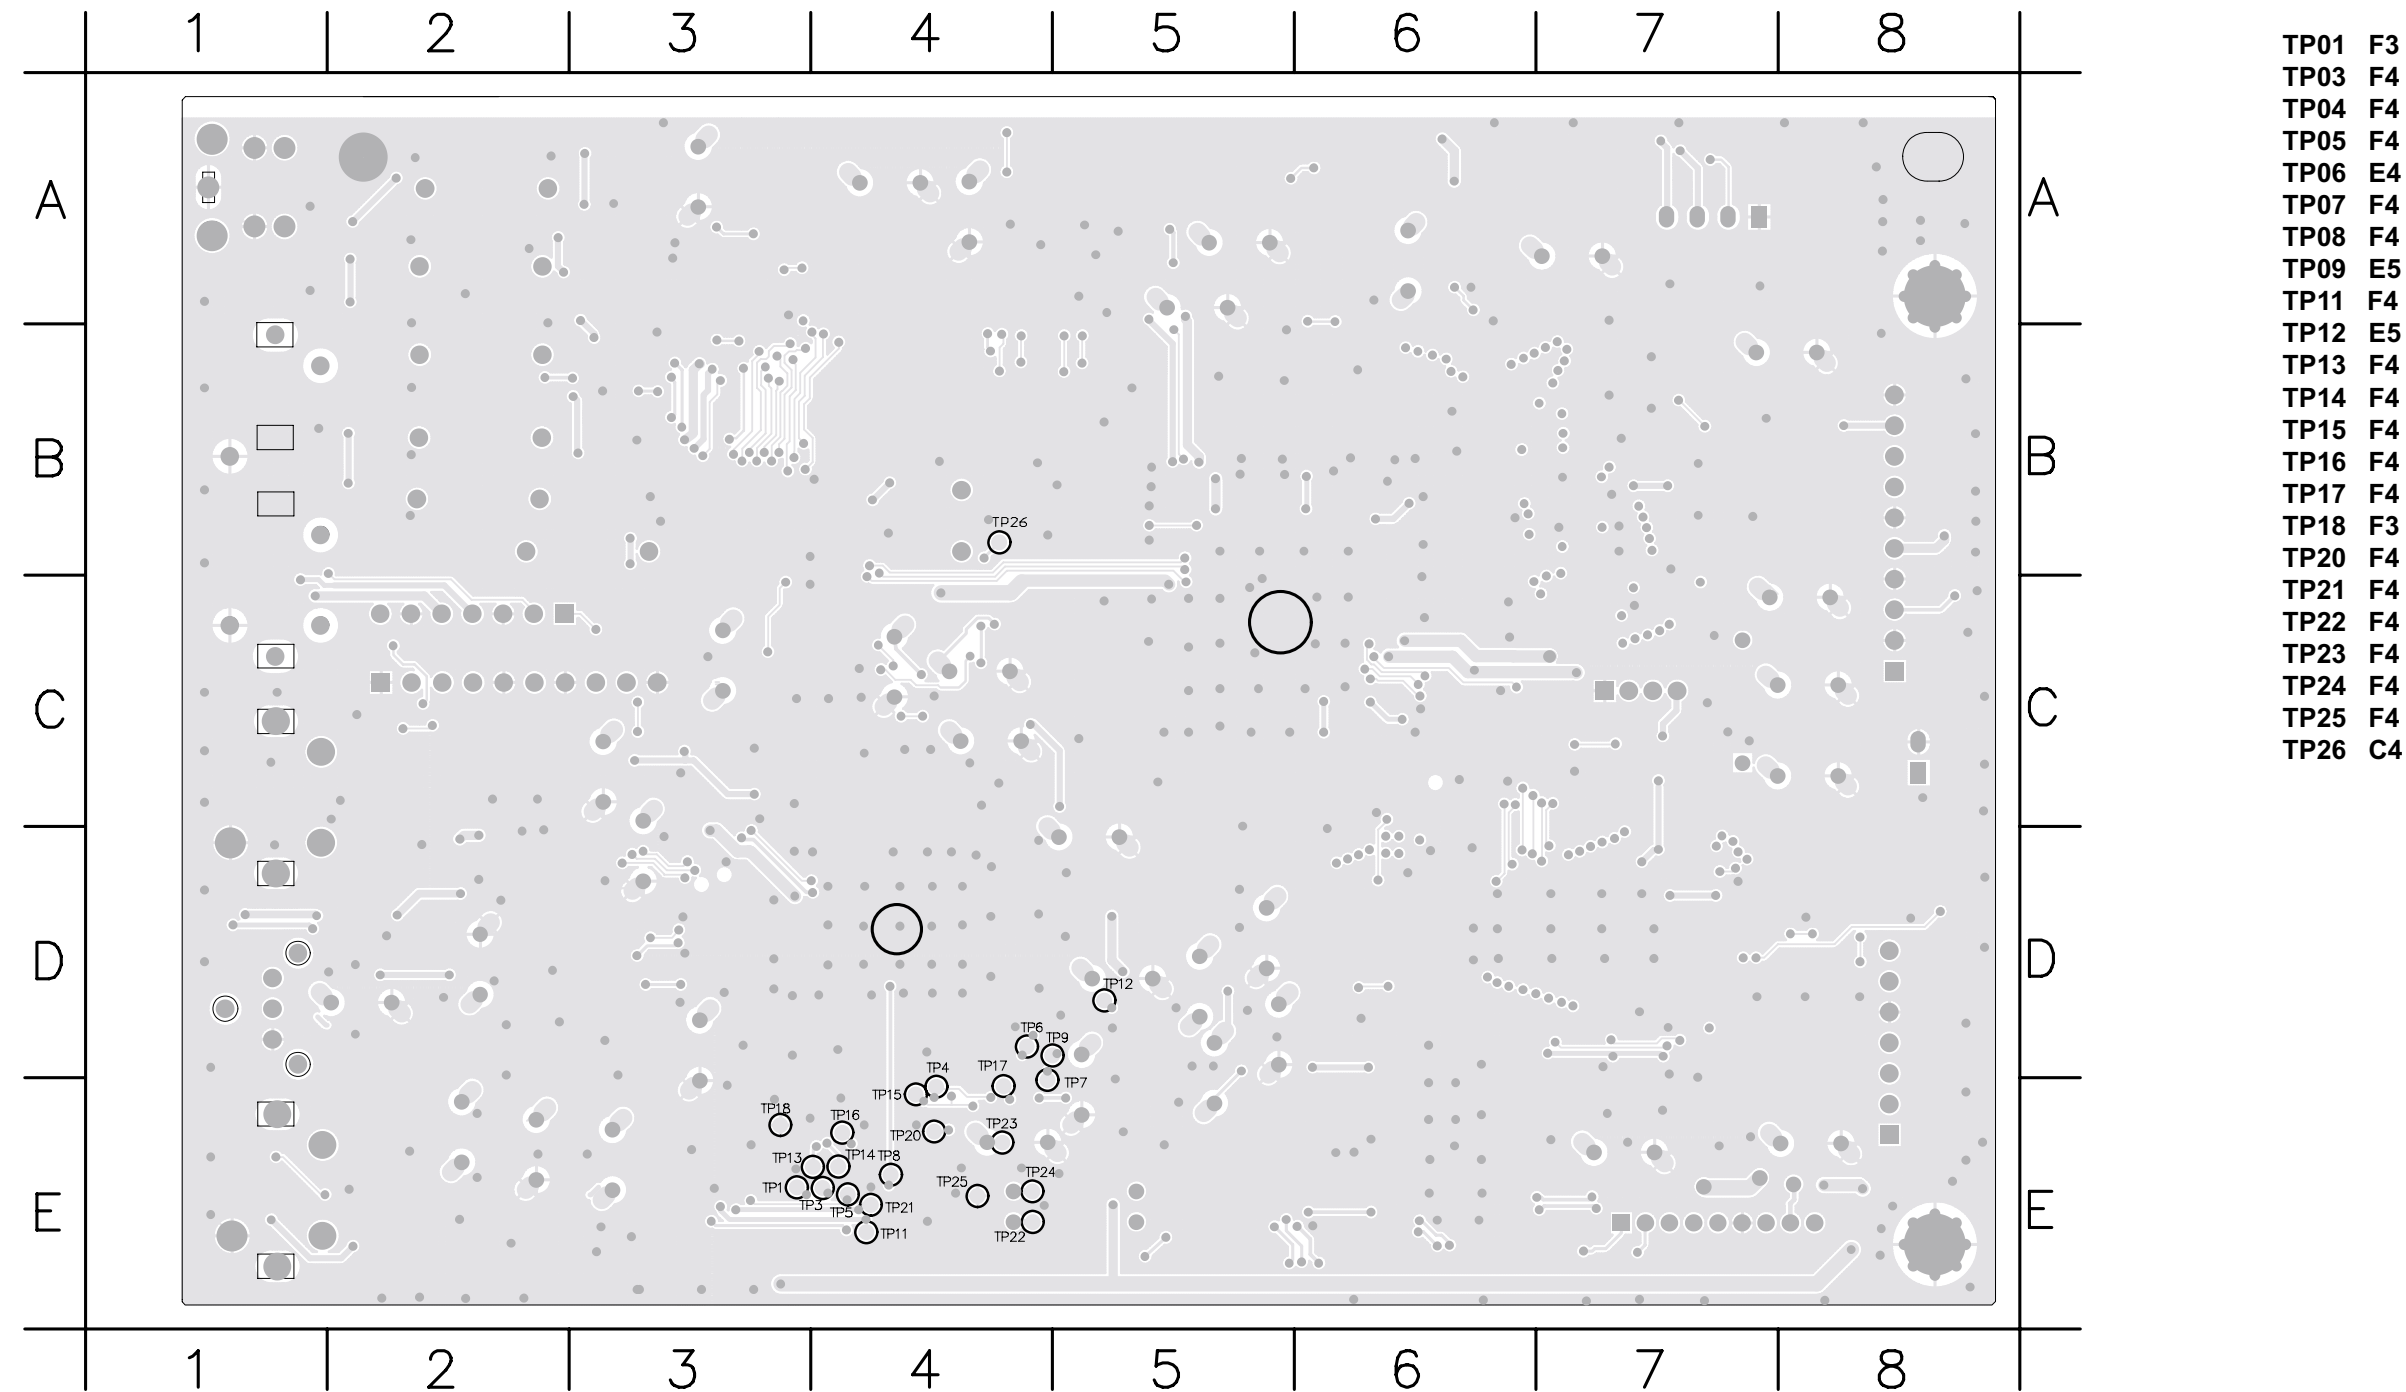 1 2 3 4 5 6 7 8
TP01 F3
TP03 F4
TP04 F4
TP05 F4
TP06 E4
TP07 F4
TP08 F4
TP09 E5
TP11 F4
TP12 E5
TP13 F4
TP14 F4
TP15 F4
TP16 F4
TP17 F4
TP18 F3
TP20 F4
TP21 F4
TP22 F4
TP23 F4
TP24 F4
TP25 F4
TP26 C4
A A
B B
TP26
C C
D D
TP12
TP6
TP9
TP4
TP17
TP7
TP15
TP18
TP16
TP20
TP23
TP13
TP14
TP8
TP24
TP1
TP25
TP3
TP5
TP21
E E
TP11
TP22
1 2 3 4 5 6 7 8